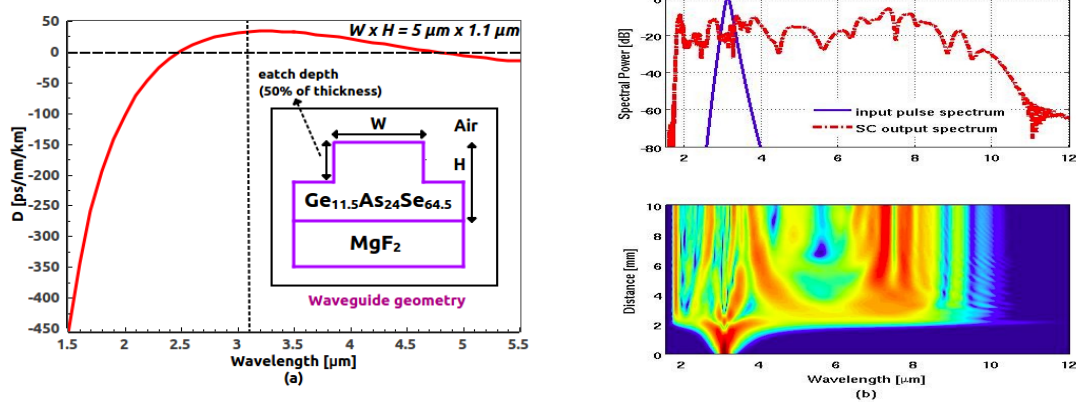 50
0
-50
-100
-150
-200
-250
-300
-350
-400
-450
D [ps/nm/km]
W x H = 5 µm x 1.1 µm
eatch depth
(50% of thickness)
W
Air
H
Ge11.5As24Se64.5
MgF2
Waveguide geometry
1.5 2 2.5 3 3.5 4 4.5 5 5.5
Wavelength [µm]
(a)
0
-20
-40
-60
-80
Spectral Power [dB]
input pulse spectrum
SC output spectrum
2 4 6 8 10 12
10
8
6
4
2
0
Distance [mm]
2 4 6 8 10 12
Wavelength [µm]
(b)